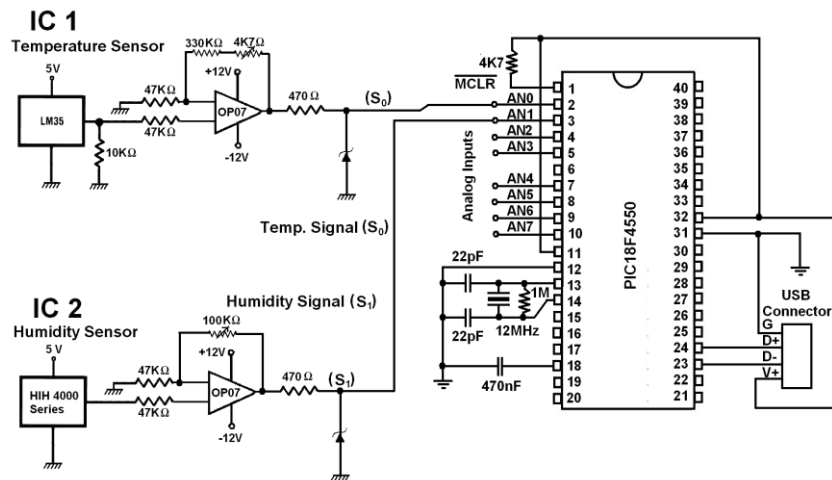 IC 1
Temperature Sensor
5V
LM35
10KΩ
47KΩ
47KΩ
330KΩ
4K7Ω
+12V
OP07
-12V
470 Ω
(S0)
Temp. Signal (S0)
IC 2
Humidity Sensor
5 V
HIH 4000
Series
47KΩ
47KΩ
100KΩ
+12V
OP07
-12V
470 Ω
(S1)
Humidity Signal (S1)
4K7
MCLR
AN0
AN1
AN2
AN3
AN4
AN5
AN6
AN7
Analog Inputs
22pF
22pF
1M
12MHz
470nF
PIC18F4550
1
2
3
4
5
6
7
8
9
10
11
12
13
14
15
16
17
18
19
20
40
39
38
37
36
35
34
33
32
31
30
29
28
27
26
25
24
23
22
21
USB
Connector
G
D+
D-
V+